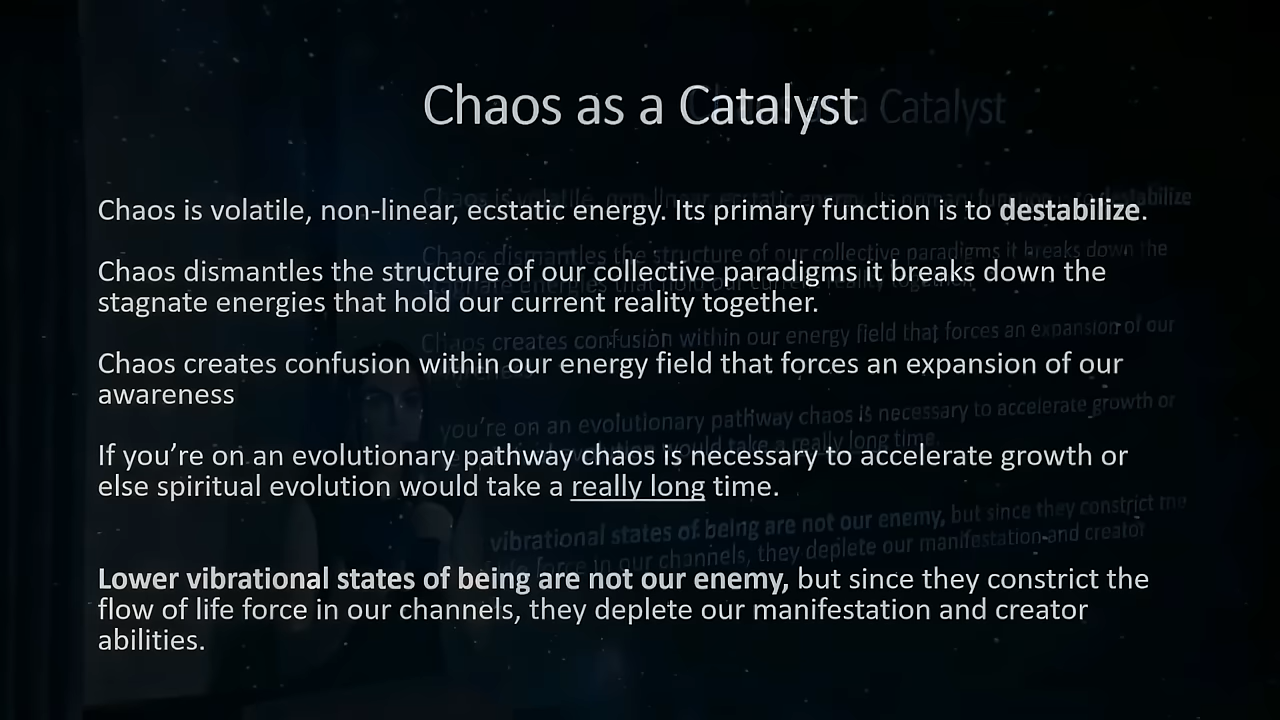 Chaos as a Catalyst
Chaos is volatile, non-linear, ecstatic energy. Its primary function is to destabilize.
Chaos dismantles the structure of our collective paradigms it breaks down the
stagnate energies that hold our current reality together.
Chaos creates confusion within our energy field that forces an expansion of our
awareness
If you’re on an evolutionary pathway chaos is necessary to accelerate growth or
else spiritual evolution would take a really long time.
Lower vibrational states of being are not our enemy, but since they constrict the
flow of life force in our channels, they deplete our manifestation and creator
abilities.